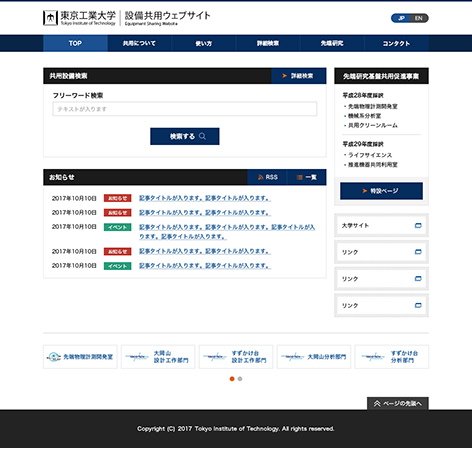 東京工業大学
Tokyo Institute of Technology
設備共用ウェブサイト
Equipment Sharing Website
JP EN
TOP 共用について 使い方 詳細検索 先端研究 コンタクト
共用設備検索
詳細検索
フリーワード検索
テキストが入ります
検索する
お知らせ
RSS
一覧
2017年10月10日 お知らせ 記事タイトルが入ります。記事タイトルが入ります。
2017年10月10日 お知らせ 記事タイトルが入ります。記事タイトルが入ります。
2017年10月10日 イベント 記事タイトルが入ります。記事タイトルが入ります。記事タイトルが入
ります。記事タイトルが入ります。
2017年10月10日 お知らせ 記事タイトルが入ります。記事タイトルが入ります。
2017年10月10日 イベント 記事タイトルが入ります。記事タイトルが入ります。
先端研究基盤共用促進事業
平成28年度採択
・先端物理計測開発室
・機械系分析室
・共用クリーンルーム
平成29年度採択
・ライフサイエンス
・推進機器共同利用室
特設ページ
大学サイト
リンク
リンク
リンク
先端物理計測開発室
大岡山
設計工作部門
すずかけ台
設計工作部門
大岡山分析部門
すずかけ台
分析部門
ページの先頭へ
Copyright (C) 2017 Tokyo Institute of Technology. All rights reserved.